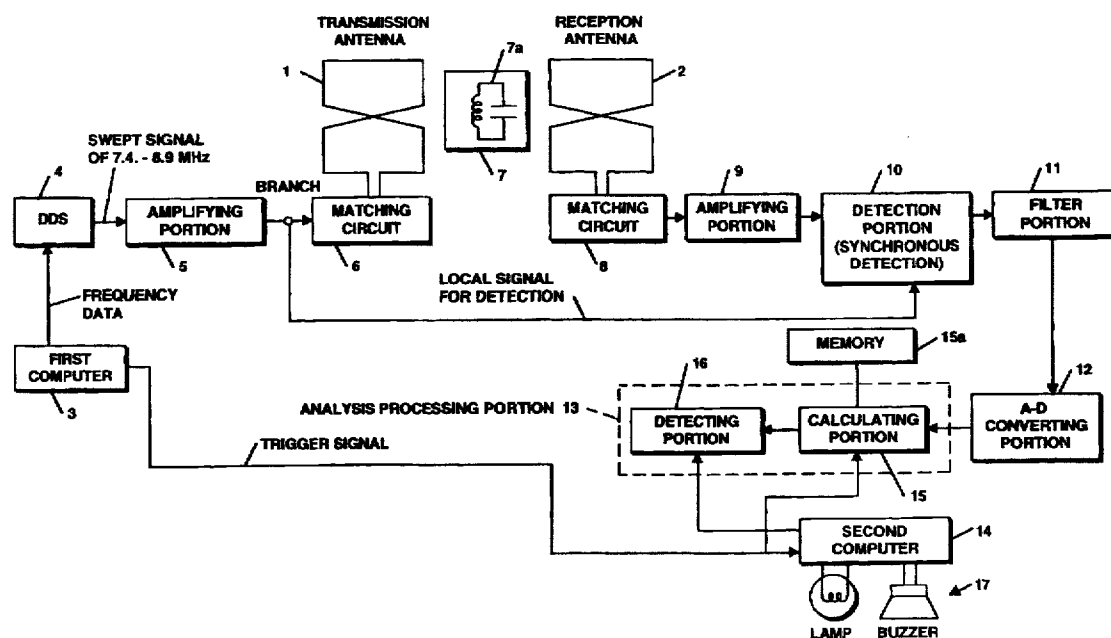 TRANSMISSION
ANTENNA
RECEPTION
ANTENNA
1
7a
2
7
SWEPT SIGNAL
OF 7.4. - 8.9 MHz
4
DDS
AMPLIFYING
PORTION
5
BRANCH
MATCHING
CIRCUIT
6
MATCHING
CIRCUIT
8
9
AMPLIFYING
PORTION
10
DETECTION
PORTION
(SYNCHRONOUS
DETECTION)
11
FILTER
PORTION
LOCAL SIGNAL
FOR DETECTION
FREQUENCY
DATA
FIRST
COMPUTER
3
MEMORY
15a
16
12
ANALYSIS PROCESSING PORTION 13
DETECTING
PORTION
CALCULATING
PORTION
15
A-D
CONVERTING
PORTION
TRIGGER SIGNAL
SECOND
COMPUTER
14
17
LAMP
BUZZER